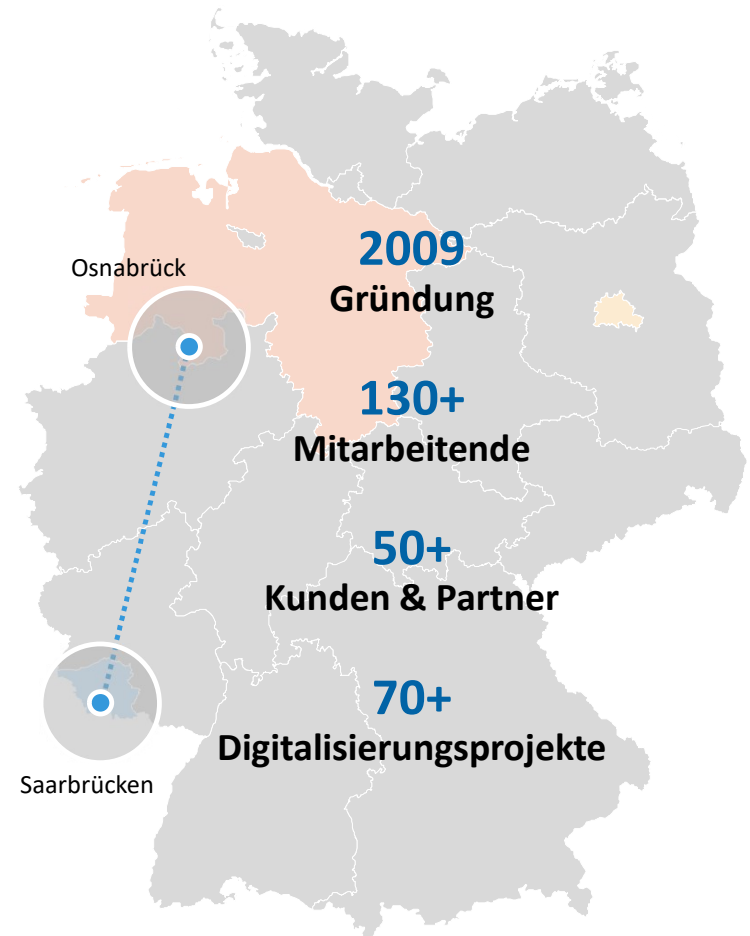 Osnabrück
2009
Gründung
130+
Mitarbeitende
50+
Kunden & Partner
70+
Digitalisierungsprojekte
Saarbrücken